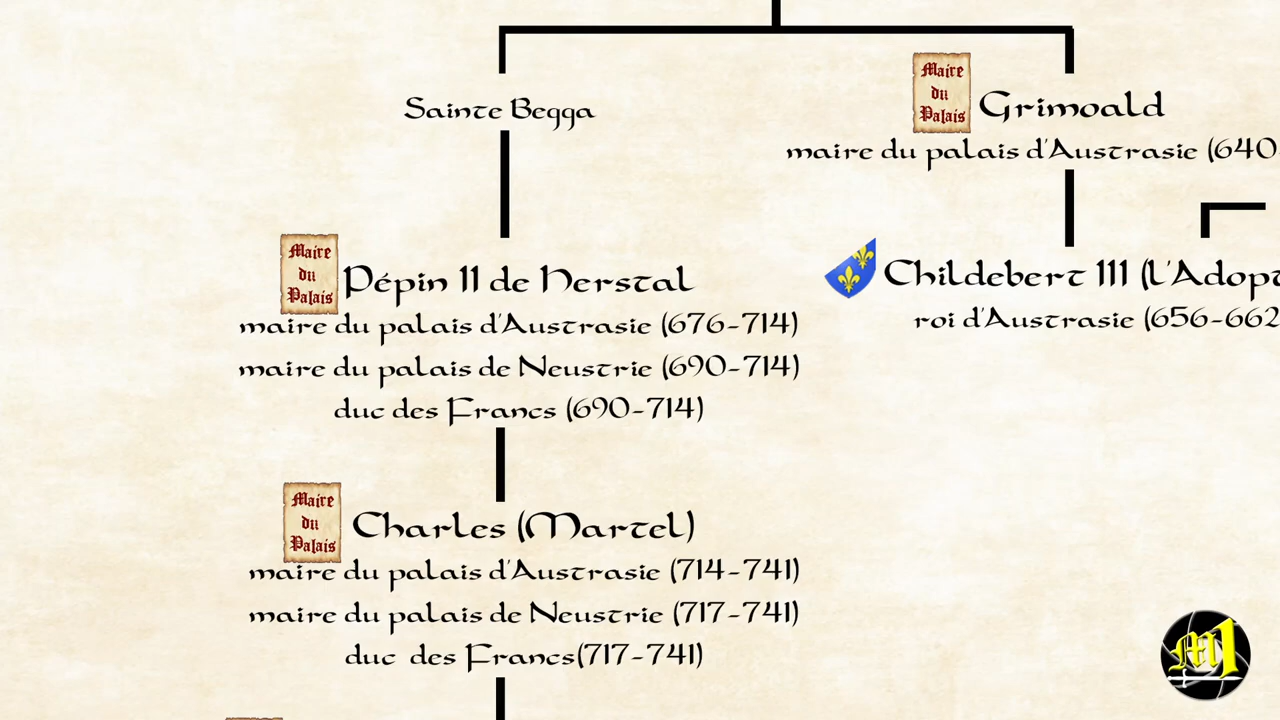 Sainte Begga
Maire
du
Palais
Grimoald
maire du palais d'Austrasie (640
Maire
du
Palais
Pépin II de Herstal
maire du palais d'Austrasie (676-714)
maire du palais de Neustrie (690-714)
duc des Francs (690-714)
Childebert III (l'Adopt
roi d'Austrasie (656-662
Maire
du
Palais
Charles (Martel)
maire du palais d'Austrasie (714-741)
maire du palais de Neustrie (717-741)
duc des Francs(717-741)
M1